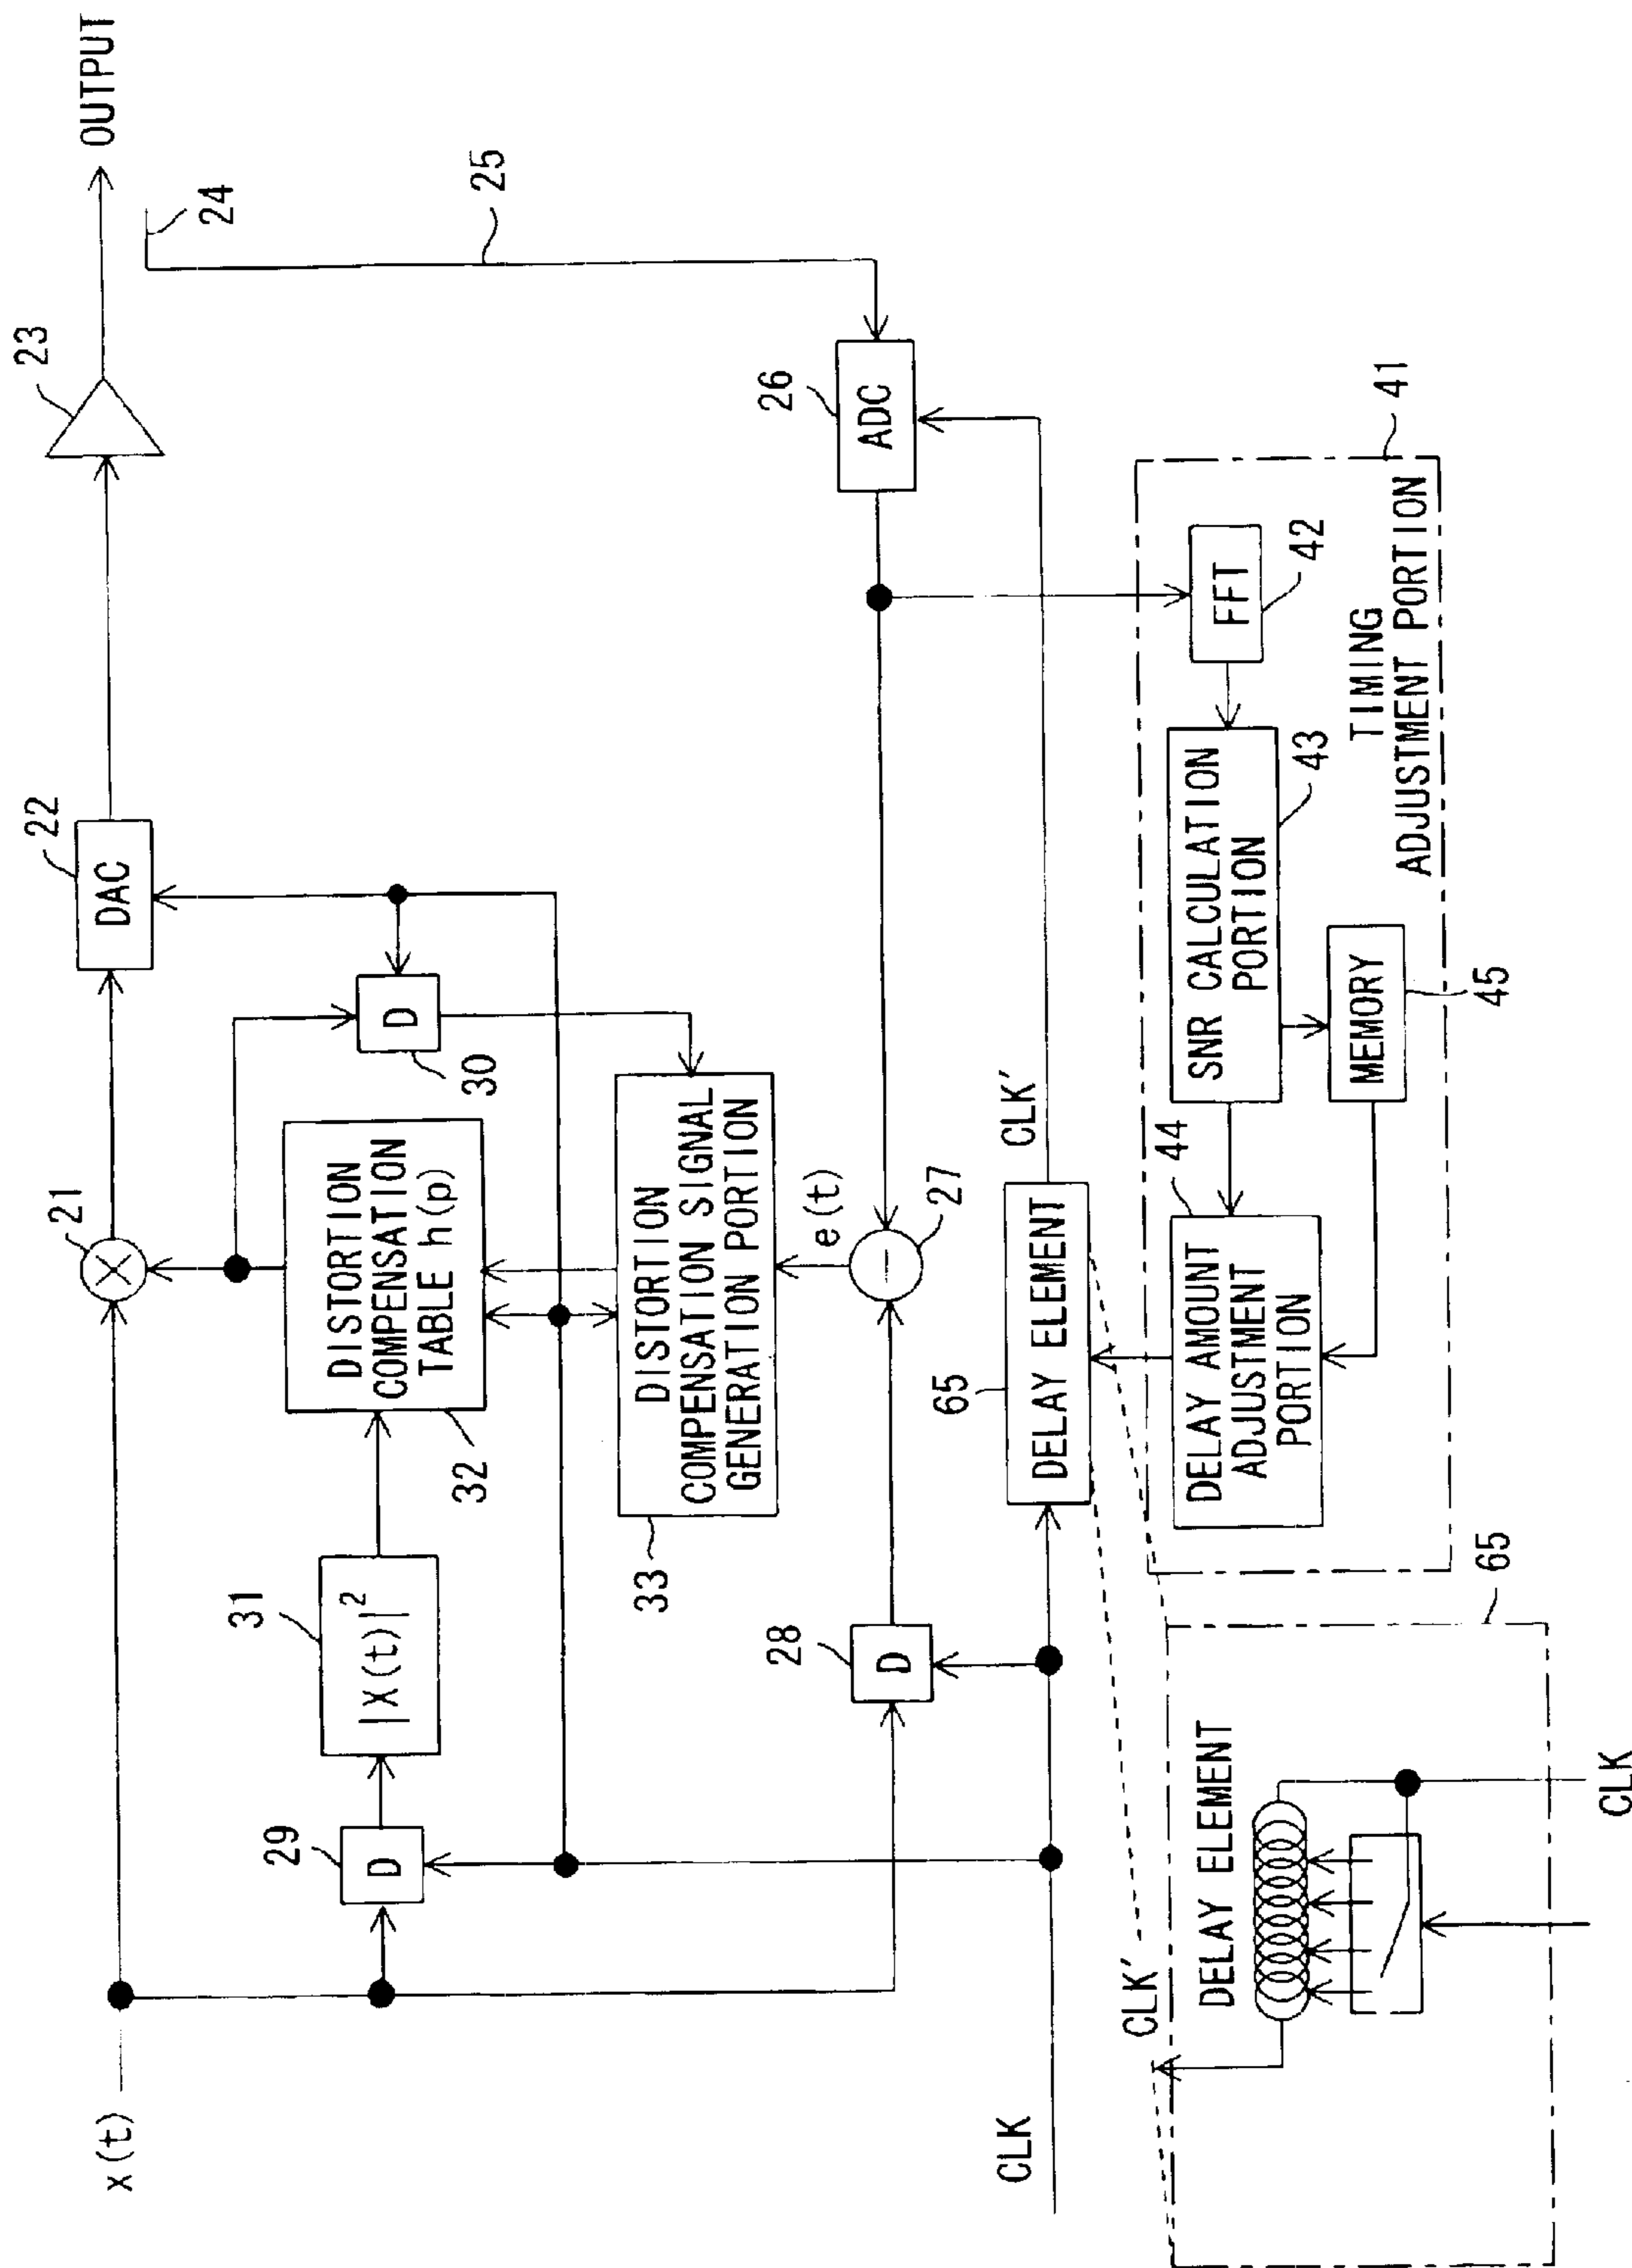 OUTPUT
24
25
23
22
DAC
21
x(t)
D
30
26
ADC
DISTORTION
COMPENSATION
TABLE h(p)
32
31
|X(t)|²
29
D
DISTORTION
COMPENSATION SIGNAL
GENERATION PORTION
33
e(t)
27
28
D
CLK'
CLK
65
DELAY ELEMENT
41
TIMING
ADJUSTMENT PORTION
FFT
42
SNR CALCULATION
PORTION
43
MEMORY
45
44
DELAY AMOUNT
ADJUSTMENT
PORTION
65
DELAY ELEMENT
CLK'
CLK